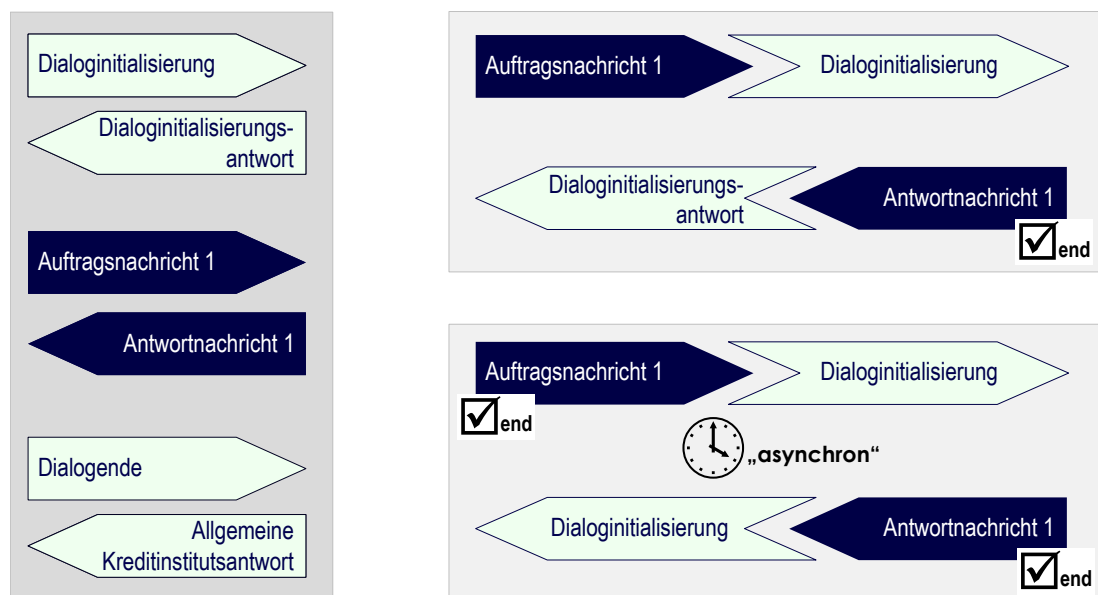 Dialoginitialisierung
Dialoginitialisierungs-
antwort
Auftragsnachricht 1
Antwortnachricht 1
Dialogende
Allgemeine
Kreditinstitutsantwort
Auftragsnachricht 1 Dialoginitialisierung
Dialoginitialisierungs-
antwort
Antwortnachricht 1
end
Auftragsnachricht 1 Dialoginitialisierung
end
„asynchron“
Dialoginitialisierung Antwortnachricht 1
end